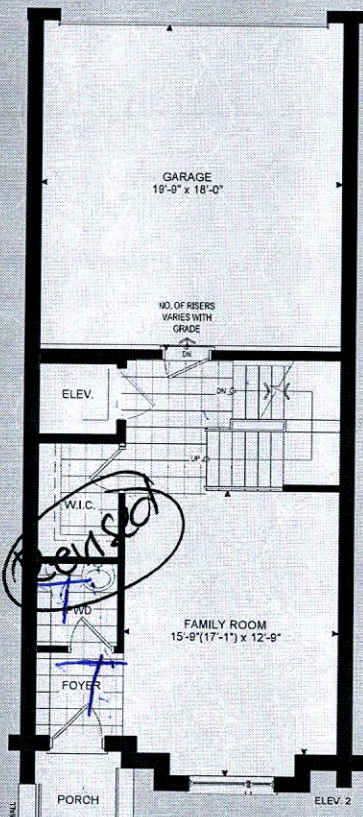 GARAGE
19'-9" x 18'-0"
NO. OF RISERS
VARIES WITH
GRADE
DN
ELEV.
DN
UP
W.I.C.
Revised
PWD
FAMILY ROOM
15'-9"(17'-1") x 12'-9"
FOYER
PORCH
ELEV. 2